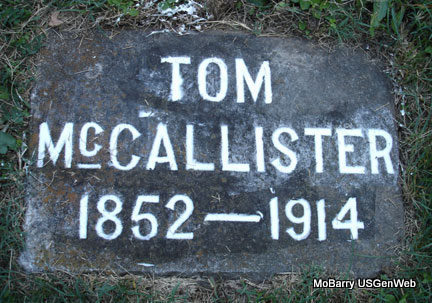 TOM
McCALLISTER
1852—1914
MoBarry USGenWeb